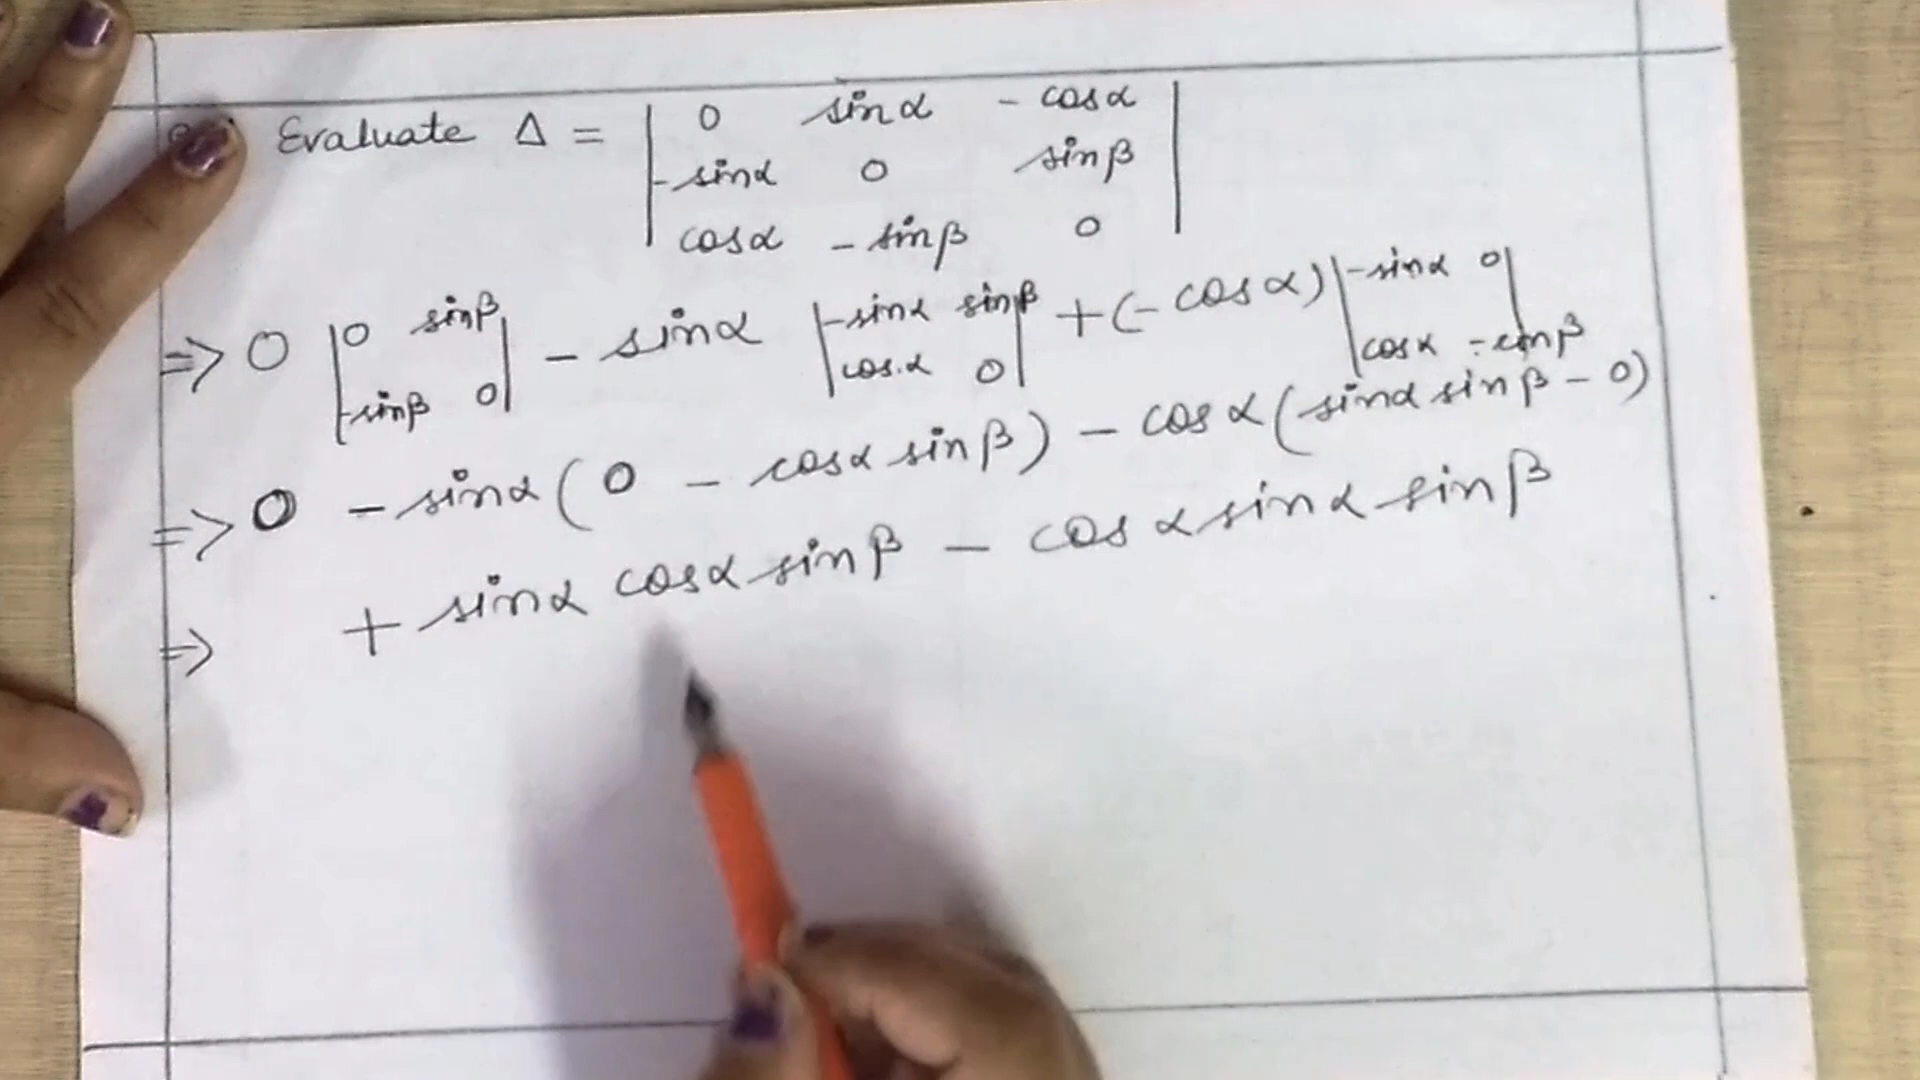 Evaluate Δ = | 0 sinα - cosα |
| -sinα 0 sinβ |
| cosα - sinβ 0 |
=> 0 | 0 sinβ | - sinα | -sinα sinβ | + (- cosα) | -sinα 0 |
| -sinβ 0 | | cosα 0 | | cosα -sinβ |
=> 0 - sinα ( 0 - cosα sinβ ) - cosα ( sinα sinβ - 0 )
=> + sinα cosα sinβ - cosα sinα sinβ